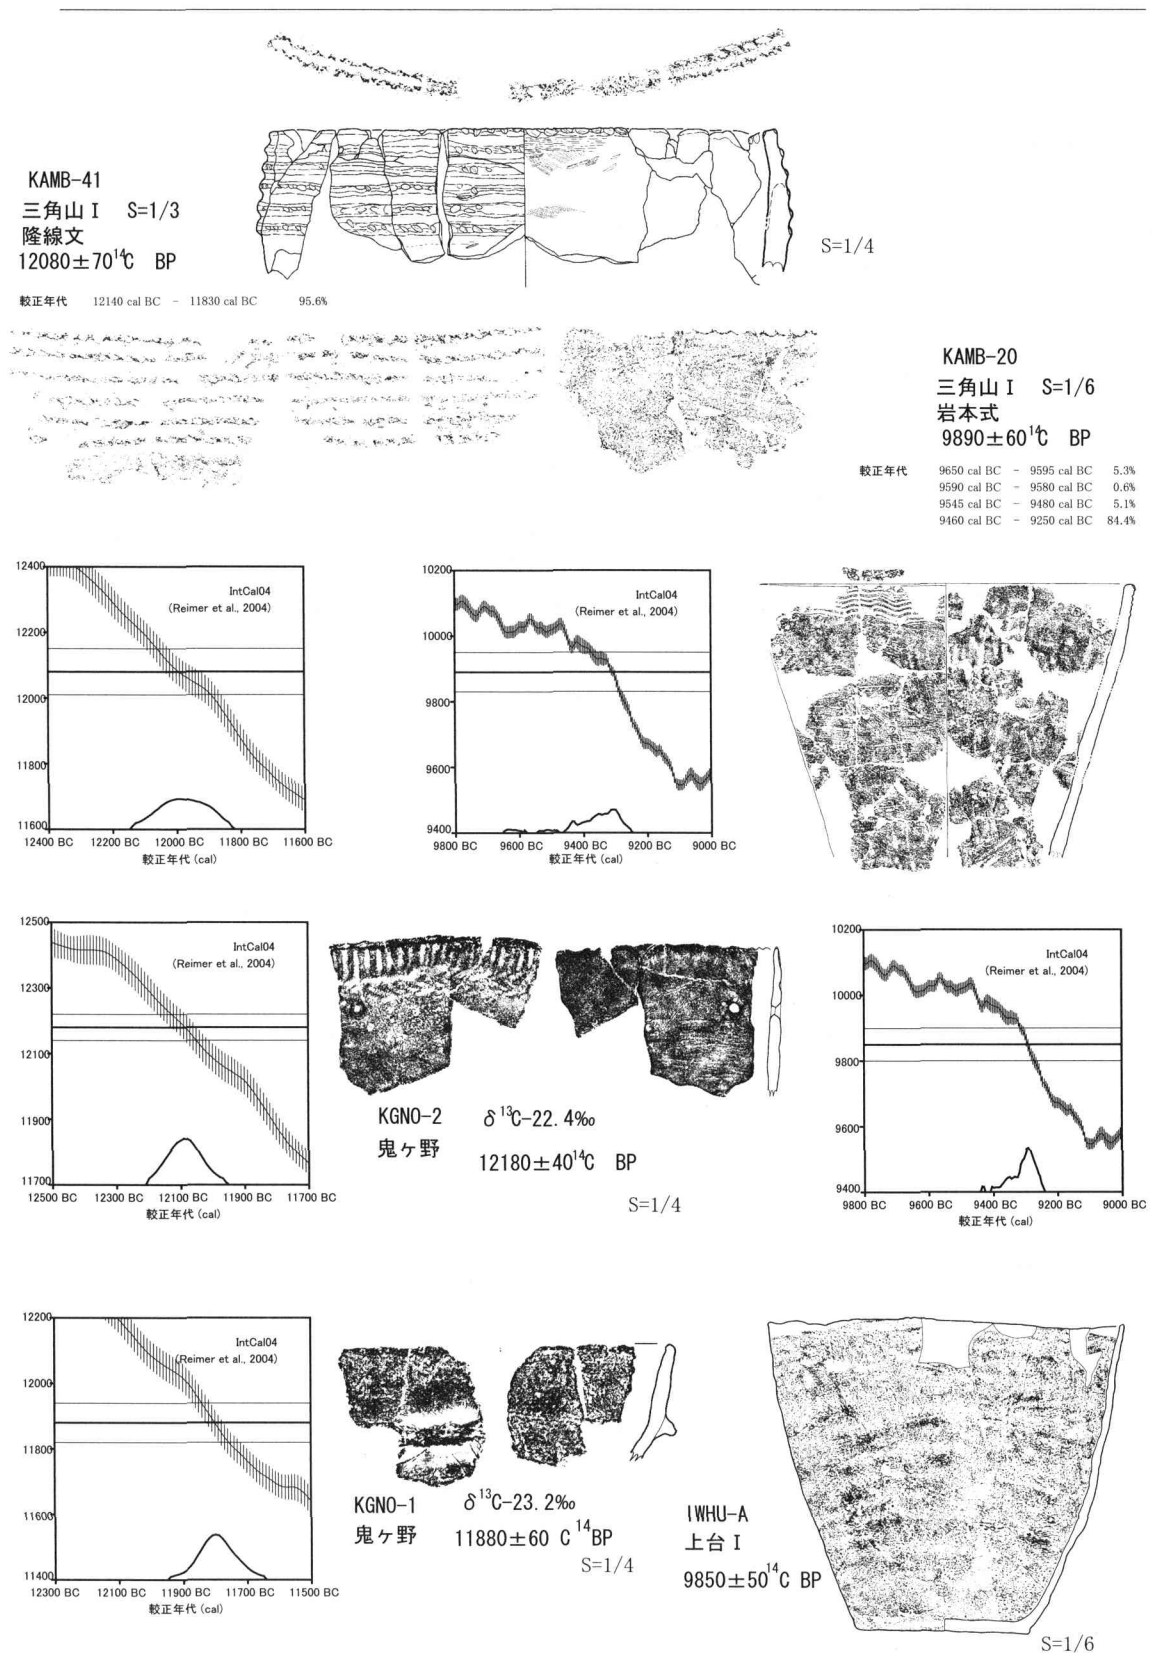 KAMB-41
三角山Ⅰ S=1/3
隆線文
12080±70¹⁴C BP
S=1/4
較正年代 12140 cal BC － 11830 cal BC 95.6%
KAMB-20
三角山Ⅰ S=1/6
岩本式
9890±60¹⁴C BP
較正年代 9650 cal BC － 9595 cal BC 5.3%
9590 cal BC － 9580 cal BC 0.6%
9545 cal BC － 9480 cal BC 5.1%
9460 cal BC － 9250 cal BC 84.4%
12400
12200
12000
11800
11600
IntCal04
(Reimer et al., 2004)
12400 BC 12200 BC 12000 BC 11800 BC 11600 BC
較正年代 (cal)
10200
10000
9800
9600
9400
IntCal04
(Reimer et al., 2004)
9800 BC 9600 BC 9400 BC 9200 BC 9000 BC
較正年代 (cal)
12500
12300
12100
11900
11700
IntCal04
(Reimer et al., 2004)
12500 BC 12300 BC 12100 BC 11900 BC 11700 BC
較正年代 (cal)
KGNO-2 δ¹³C-22.4‰
鬼ヶ野
12180±40¹⁴C BP
S=1/4
10200
10000
9800
9600
9400
IntCal04
(Reimer et al., 2004)
9800 BC 9600 BC 9400 BC 9200 BC 9000 BC
較正年代 (cal)
12200
12000
11800
11600
11400
IntCal04
(Reimer et al., 2004)
12300 BC 12100 BC 11900 BC 11700 BC 11500 BC
較正年代 (cal)
KGNO-1 δ¹³C-23.2‰
鬼ヶ野 11880±60 C ¹⁴BP
S=1/4
IWHU-A
上台Ⅰ
9850±50¹⁴C BP
S=1/6